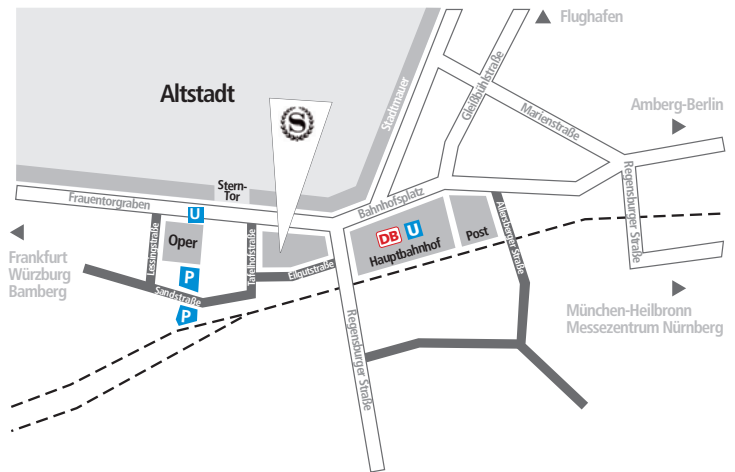 Flughafen
Altstadt
S
Stadtmauer
Gleißbühlstraße
Marienstraße
Amberg-Berlin
Regensburger Straße
Stern-
Tor
Frauentorgraben
U
Bahnhofsplatz
Lessingstraße
Oper
Tafelhofstraße
DB
U
Hauptbahnhof
Post
Allersberger Straße
Frankfurt
Würzburg
Bamberg
P
Eilgutstraße
Sandstraße
P
Regensburger Straße
München-Heilbronn
Messezentrum Nürnberg